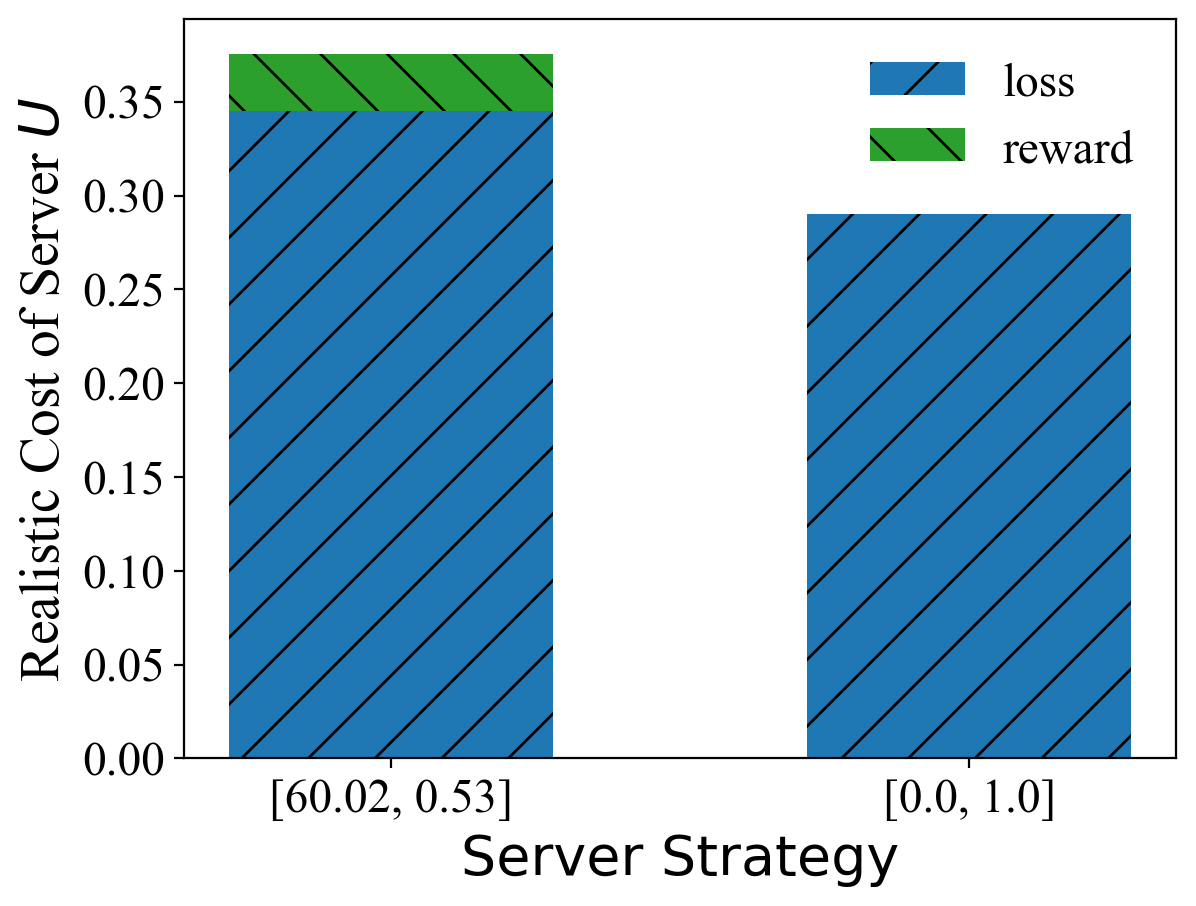 Realistic Cost of Server U
0.35
0.30
0.25
0.20
0.15
0.10
0.05
0.00
loss
reward
[60.02, 0.53]
[0.0, 1.0]
Server Strategy